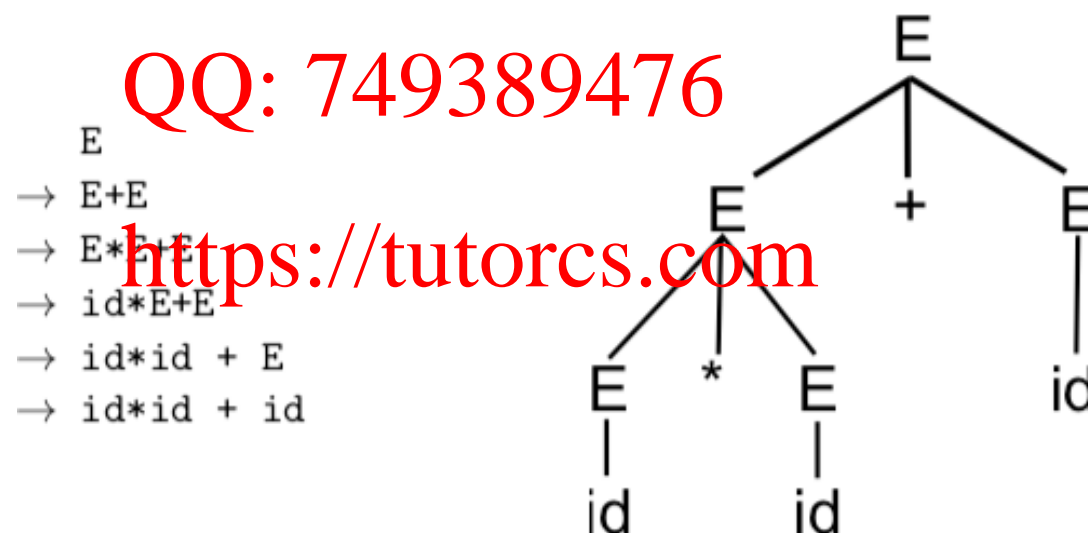 QQ: 749389476
E
→ E+E
→ E*E+E
https://tutorcs.com
→ id*E+E
→ id*id + E
→ id*id + id
E
E + E
E * E id
id id